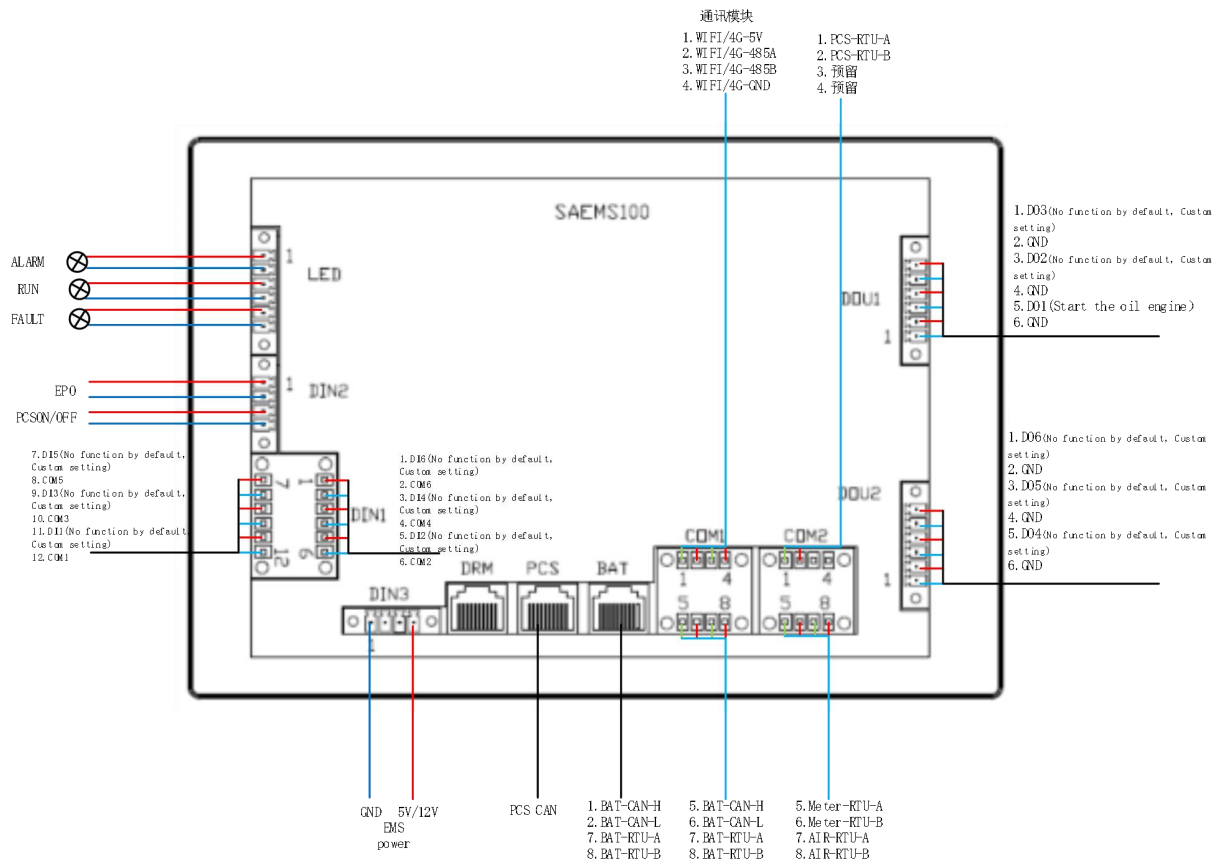 通讯模块
1.WIFI/4G-5V
2.WIFI/4G-485A
3.WIFI/4G-485B
4.WIFI/4G-GND
1.PCS-RTU-A
2.PCS-RTU-B
3.预留
4.预留
SAEMS100
ALARM
RUN
FAULT
1
LED
EPO
PCSON/OFF
1
DIN2
7.DI5(No function by default,
Custom setting)
8.COM5
9.DI3(No function by default,
Custom setting)
10.COM3
11.DI1(No function by default,
Custom setting)
12.COM1
7
1
12
6
DIN1
1.DI6(No function by default,
Custom setting)
2.COM6
3.DI4(No function by default,
Custom setting)
4.COM4
5.DI2(No function by default,
Custom setting)
6.COM2
DOU1
1
1.DO3(No function by default, Custom
setting)
2.GND
3.DO2(No function by default, Custom
setting)
4.GND
5.DO1(Start the oil engine)
6.GND
DOU2
1
1.DO6(No function by default, Custom
setting)
2.GND
3.DO5(No function by default, Custom
setting)
4.GND
5.DO4(No function by default, Custom
setting)
6.GND
DIN3
1
DRM
PCS
BAT
COM1
1 4
5 8
COM2
1 4
5 8
GND 5V/12V
EMS
power
PCS CAN
1.BAT-CAN-H
2.BAT-CAN-L
7.BAT-RTU-A
8.BAT-RTU-B
5.BAT-CAN-H
6.BAT-CAN-L
7.BAT-RTU-A
8.BAT-RTU-B
5.Meter-RTU-A
6.Meter-RTU-B
7.AIR-RTU-A
8.AIR-RTU-B